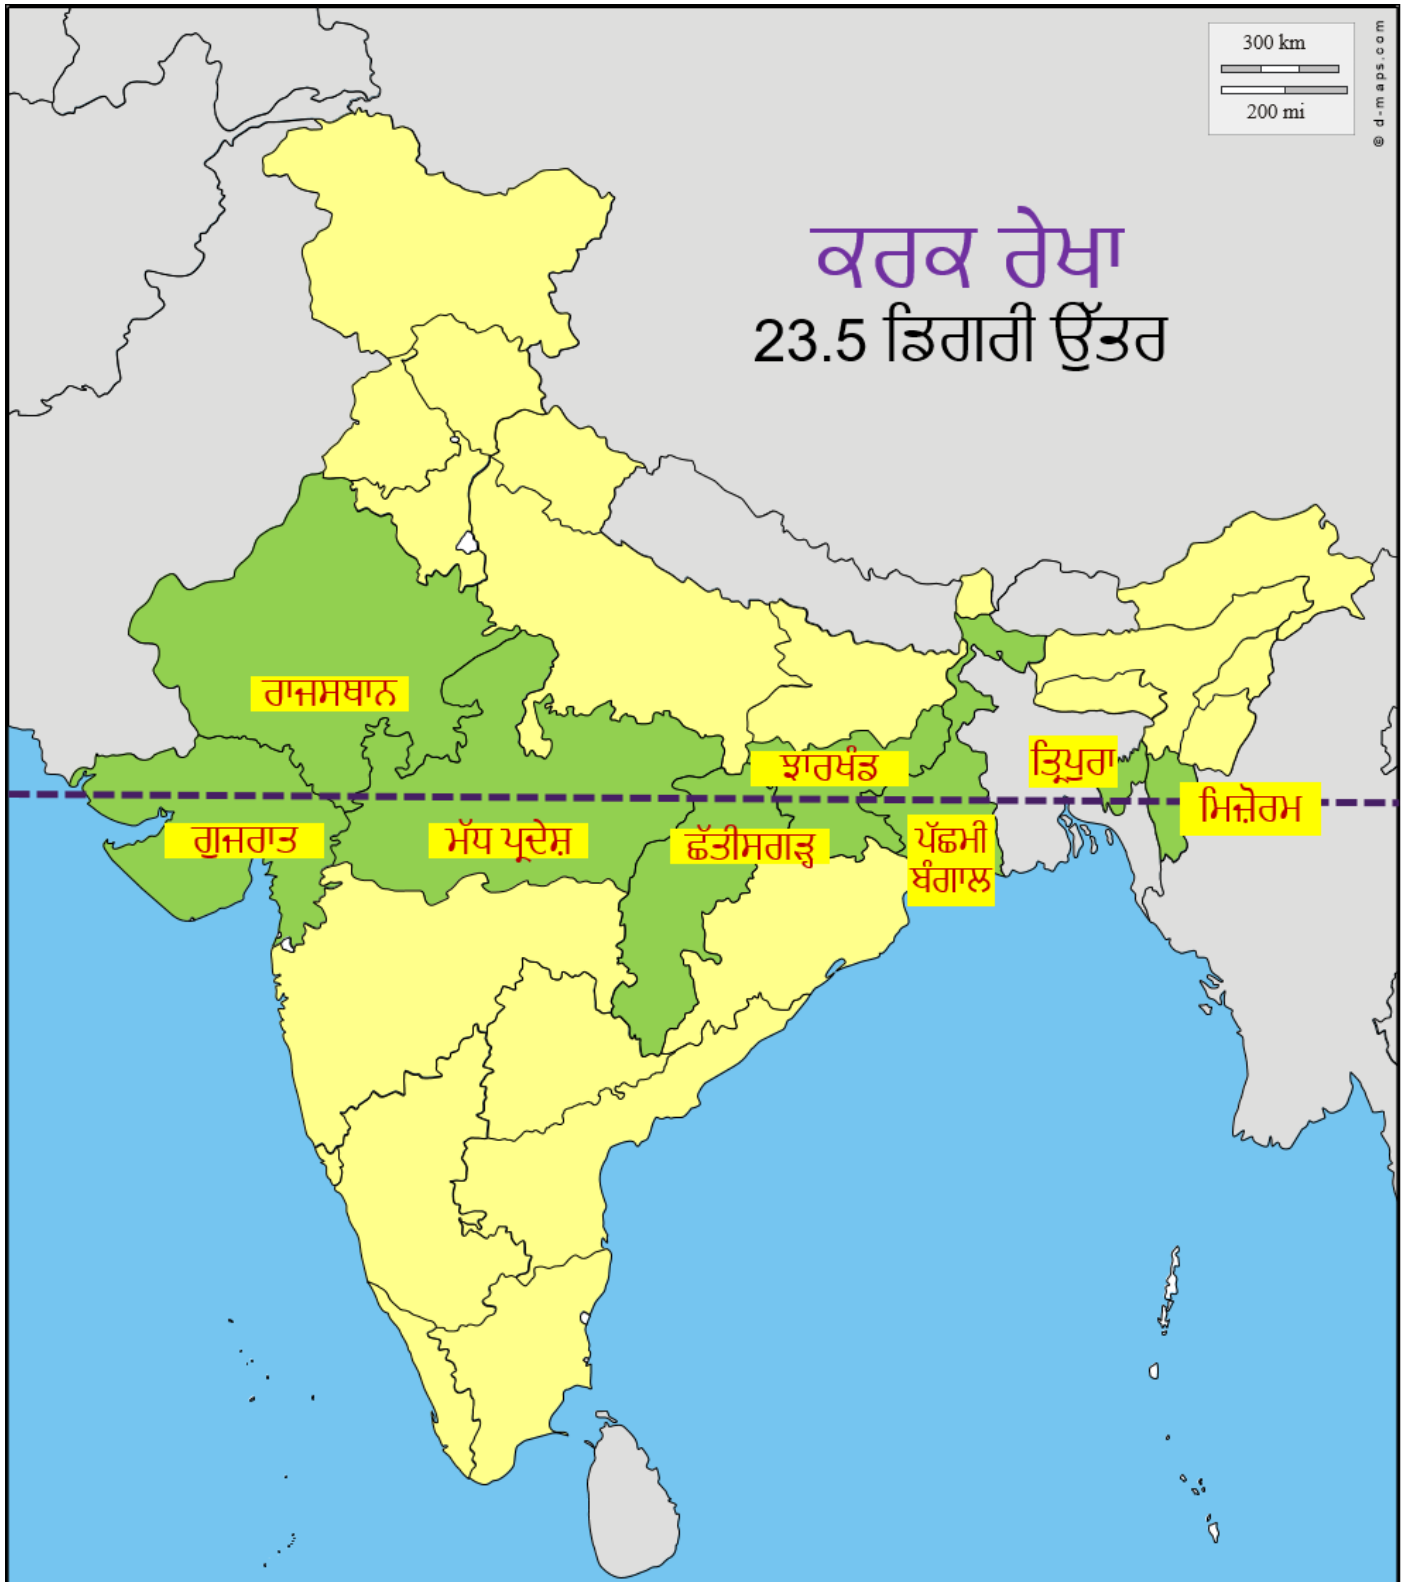 300 km
200 mi
© d-maps.com
ਕਰਕ ਰੇਖਾ
23.5 ਡਿਗਰੀ ਉੱਤਰ
ਰਾਜਸਥਾਨ
ਝਾਰਖੰਡ
ਤ੍ਰਿਪੁਰਾ
ਮਿਜ਼ੋਰਮ
ਗੁਜਰਾਤ
ਮੱਧ ਪ੍ਰਦੇਸ਼
ਛੱਤੀਸਗੜ੍ਹ
ਪੱਛਮੀ
ਬੰਗਾਲ